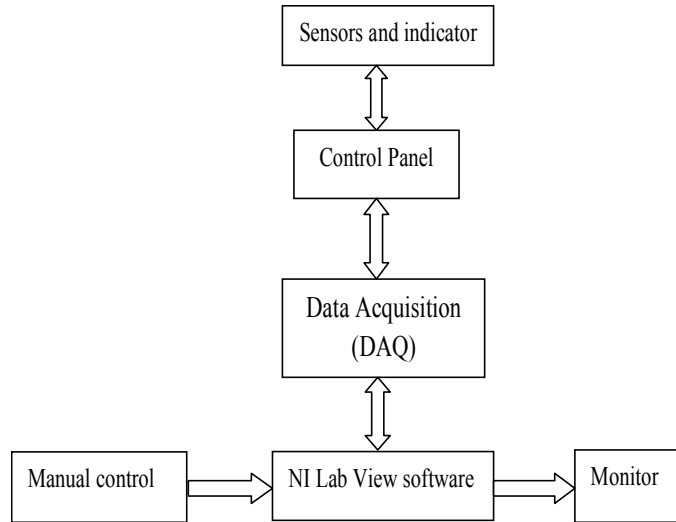 Sensors and indicator
Control Panel
Data Acquisition
(DAQ)
Manual control
NI Lab View software
Monitor